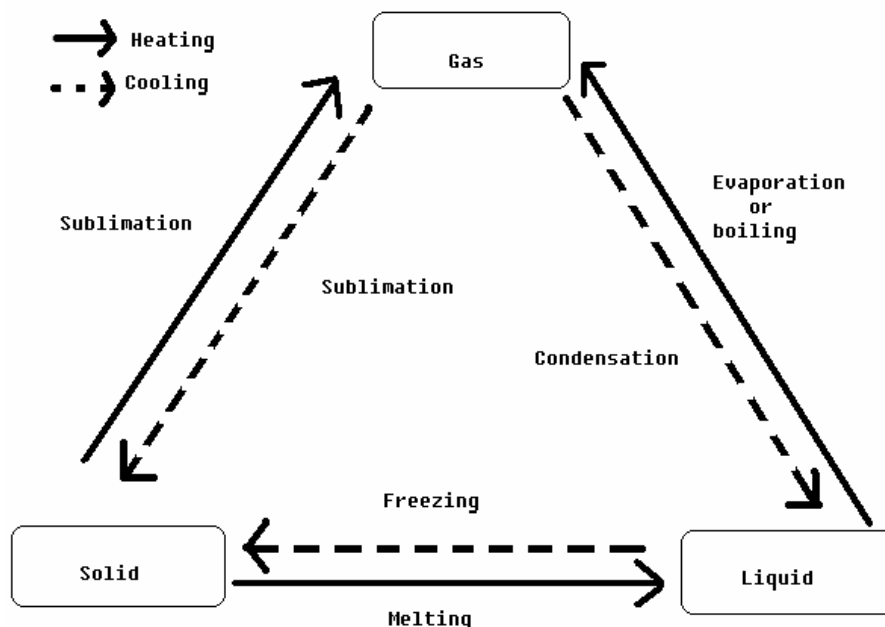 Heating
Cooling
Gas
Sublimation
Evaporation
or
boiling
Sublimation
Condensation
Freezing
Solid
Liquid
Melting